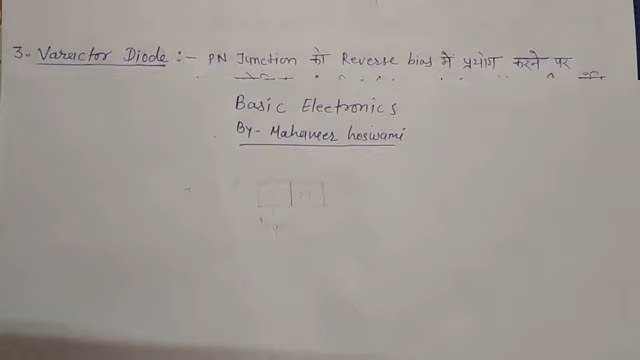 3- Varactor Diode :- PN Junction को Reverse bias में प्रयोग करने पर
Basic Electronics
By- Mahaveer Goswami